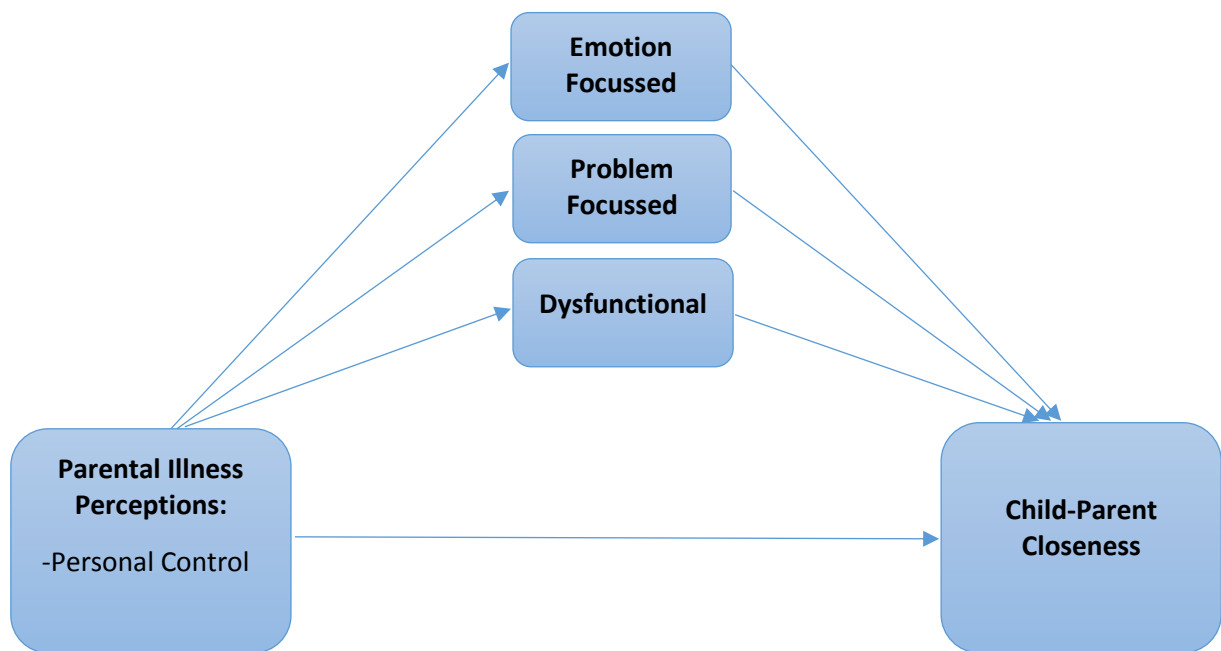 Emotion
Focussed
Problem
Focussed
Dysfunctional
Parental Illness
Perceptions:
-Personal Control
Child-Parent
Closeness